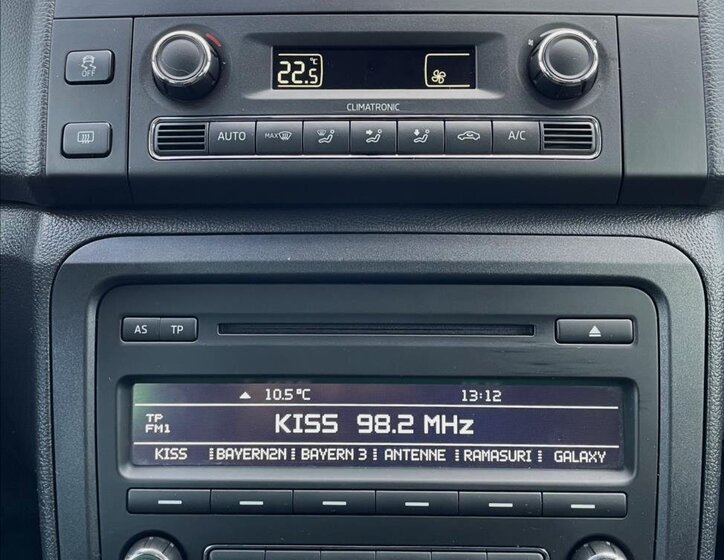 OFF
22.5 °C
CLIMATRONIC
AUTO MAX A/C
AS TP
10.5°C 13:12
TP
FM1
KISS 98.2 MHz
KISS BAYERN2N BAYERN 3 ANTENNE RAMASURI GALAXY